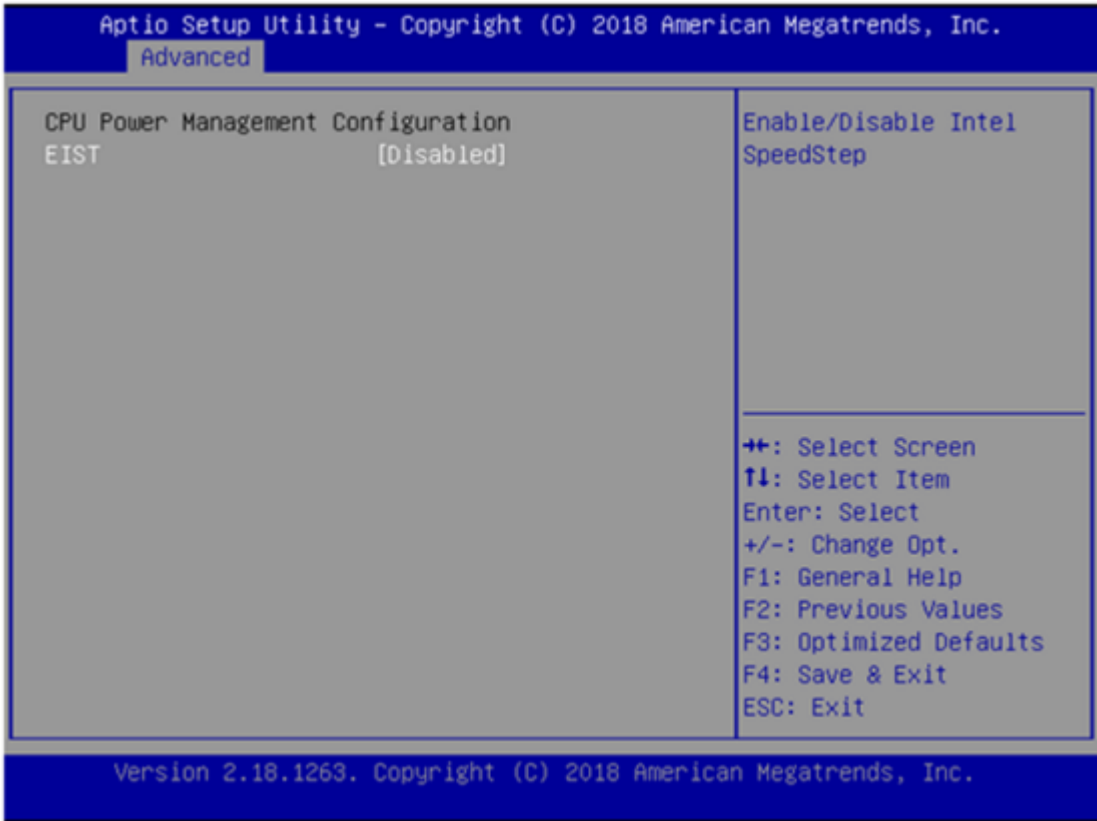 Aptio Setup Utility – Copyright (C) 2018 American Megatrends, Inc.
Advanced
CPU Power Management Configuration
EIST [Disabled]
Enable/Disable Intel
SpeedStep
→←: Select Screen
↑↓: Select Item
Enter: Select
+/-: Change Opt.
F1: General Help
F2: Previous Values
F3: Optimized Defaults
F4: Save & Exit
ESC: Exit
Version 2.18.1263. Copyright (C) 2018 American Megatrends, Inc.